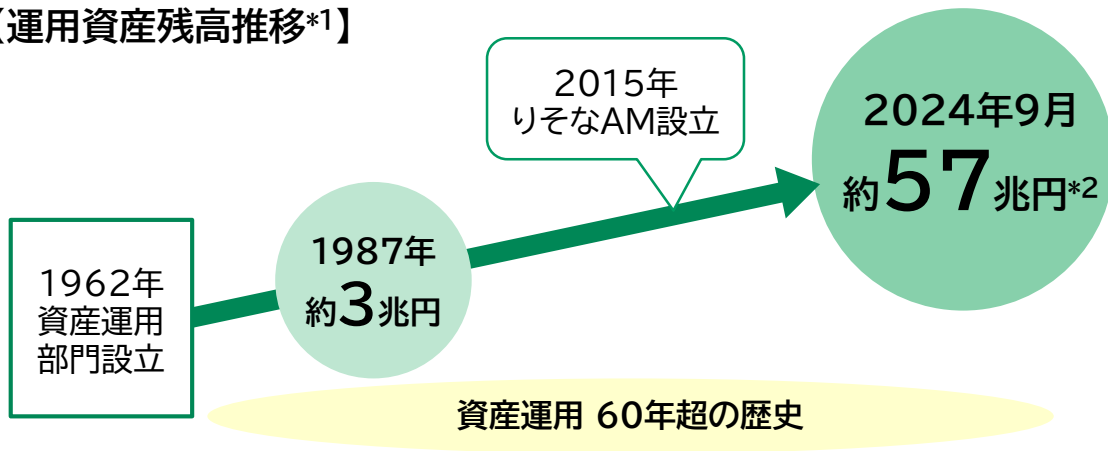 【運用資産残高推移*1】
2015年
りそなAM設立
2024年9月
約57兆円*2
1987年
約3兆円
1962年
資産運用
部門設立
資産運用 60年超の歴史